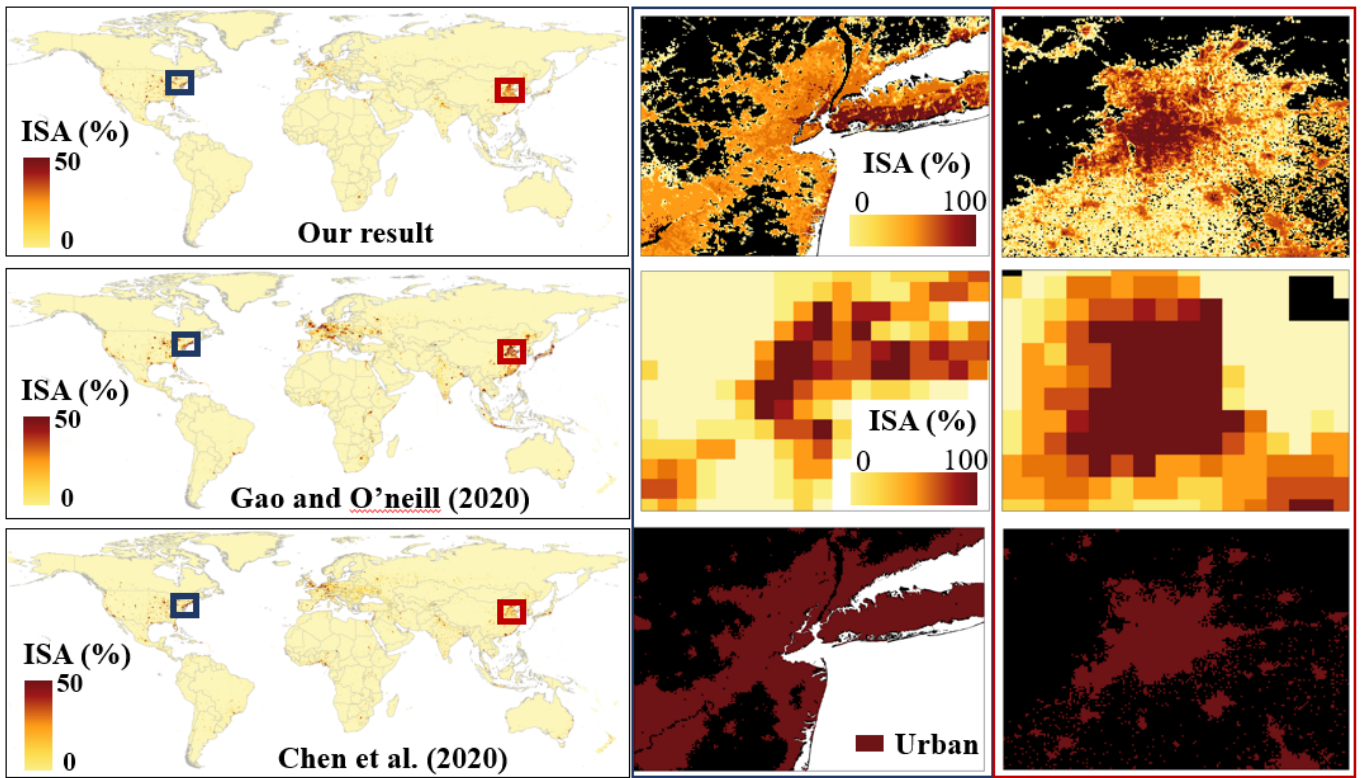 ISA (%)
50
0
Our result
ISA (%)
0 100
ISA (%)
50
0
Gao and O’neill (2020)
ISA (%)
0 100
ISA (%)
50
0
Chen et al. (2020)
Urban